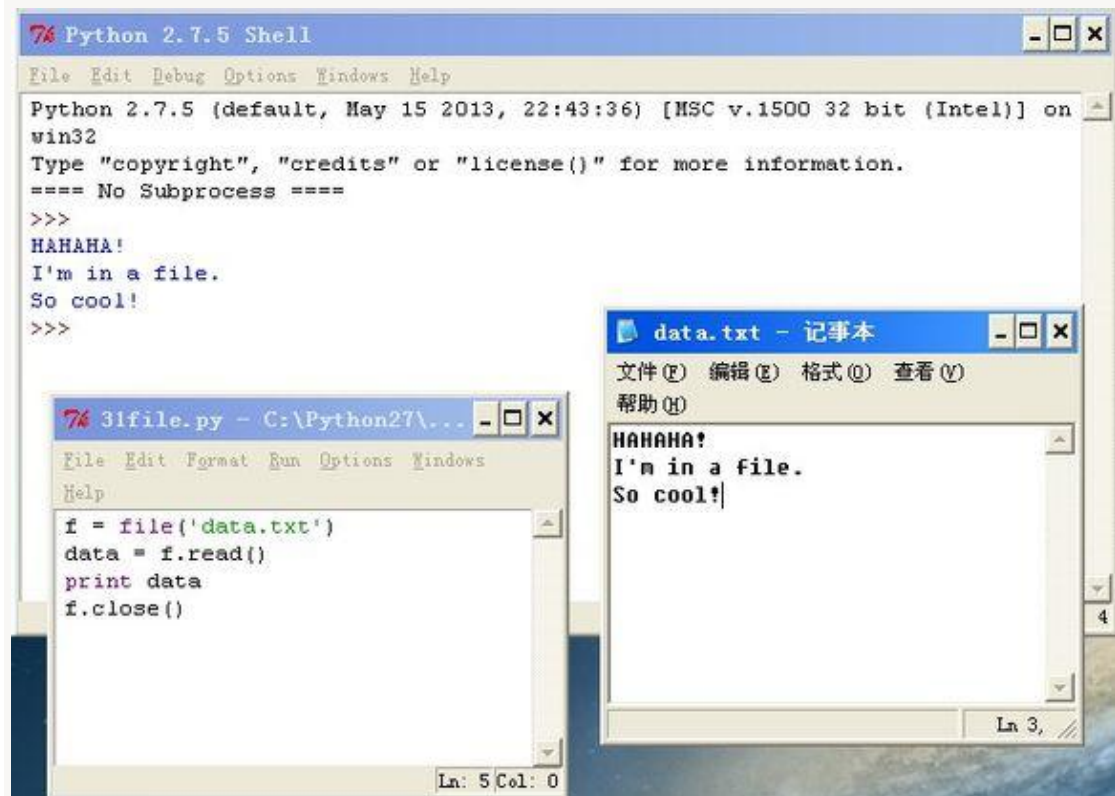 Python 2.7.5 Shell
File Edit Debug Options Windows Help
Python 2.7.5 (default, May 15 2013, 22:43:36) [MSC v.1500 32 bit (Intel)] on
win32
Type "copyright", "credits" or "license()" for more information.
==== No Subprocess ====
>>>
HAHAHA!
I'm in a file.
So cool!
>>>
4
31file.py - C:\Python27\...
File Edit Format Run Options Windows
Help
f = file('data.txt')
data = f.read()
print data
f.close()
Ln: 5 Col: 0
data.txt - 记事本
文件(F) 编辑(E) 格式(O) 查看(V)
帮助(H)
HAHAHA!
I'm in a file.
So cool!
Ln 3,